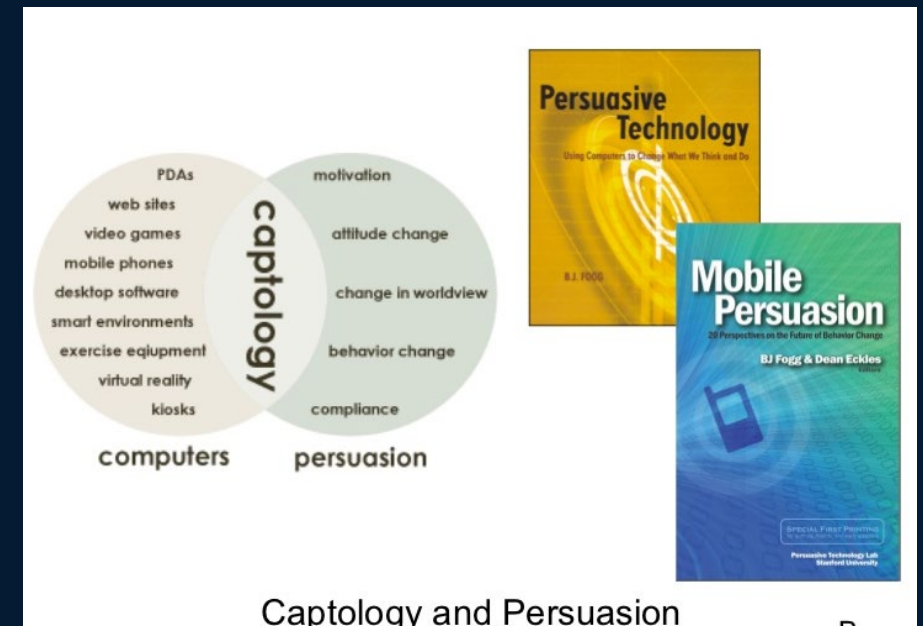 PDAs
web sites
video games
mobile phones
desktop software
smart environments
exercise eqiupment
virtual reality
kiosks
computers
captology
motivation
attitude change
change in worldview
behavior change
compliance
persuasion
Persuasive
Technology
Using Computers to Change What We Think and Do
B.J. FOGG
Mobile
Persuasion
20 Perspectives on the Future of Behavior Change
BJ Fogg & Dean Eckles
Editors
SPECIAL FIRST PRINTING
Persuasive Technology Lab
Stanford University
Captology and Persuasion